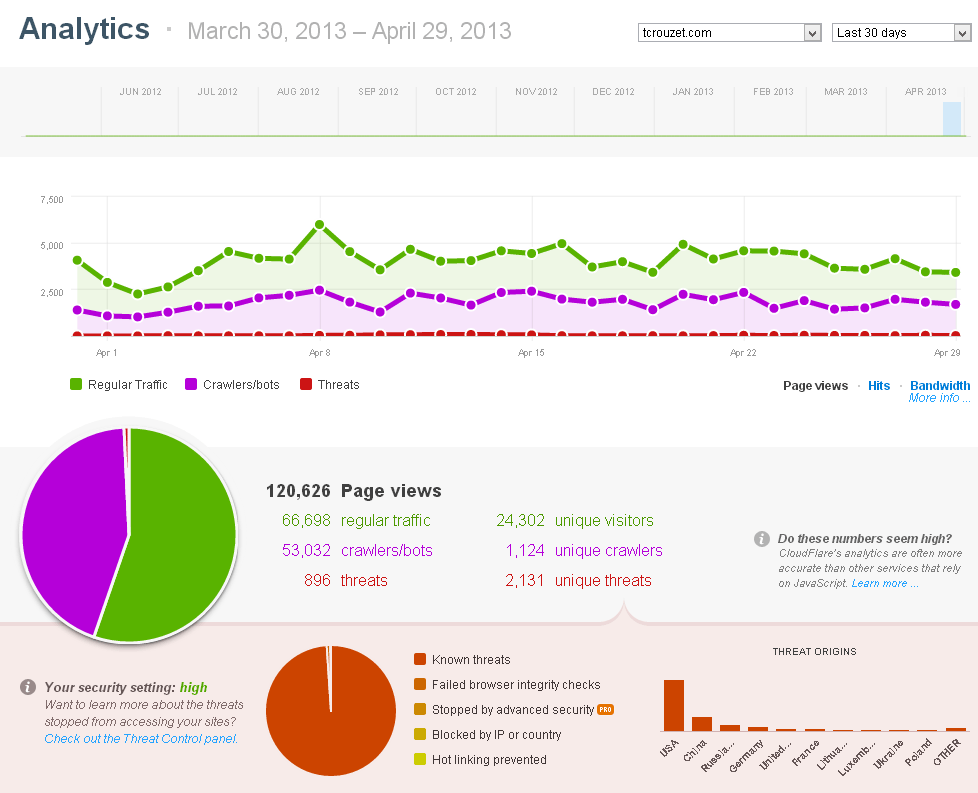 Analytics · March 30, 2013 – April 29, 2013
tcrouzet.com
Last 30 days
JUN 2012 JUL 2012 AUG 2012 SEP 2012 OCT 2012 NOV 2012 DEC 2012 JAN 2013 FEB 2013 MAR 2013 APR 2013
7,500
5,000
2,500
Apr 1 Apr 8 Apr 15 Apr 22 Apr 29
Regular Traffic Crawlers/bots Threats
Page views · Hits · Bandwidth
More info ...
120,626 Page views
66,698 regular traffic 24,302 unique visitors
53,032 crawlers/bots 1,124 unique crawlers
896 threats 2,131 unique threats
Do these numbers seem high?
CloudFlare's analytics are often more
accurate than other services that rely
on JavaScript. Learn more ...
Your security setting: high
Want to learn more about the threats
stopped from accessing your sites?
Check out the Threat Control panel.
Known threats
Failed browser integrity checks
Stopped by advanced security PRO
Blocked by IP or country
Hot linking prevented
THREAT ORIGINS
USA China Russia... Germany United... France Lithua... Luxemb... Ukraine Poland OTHER